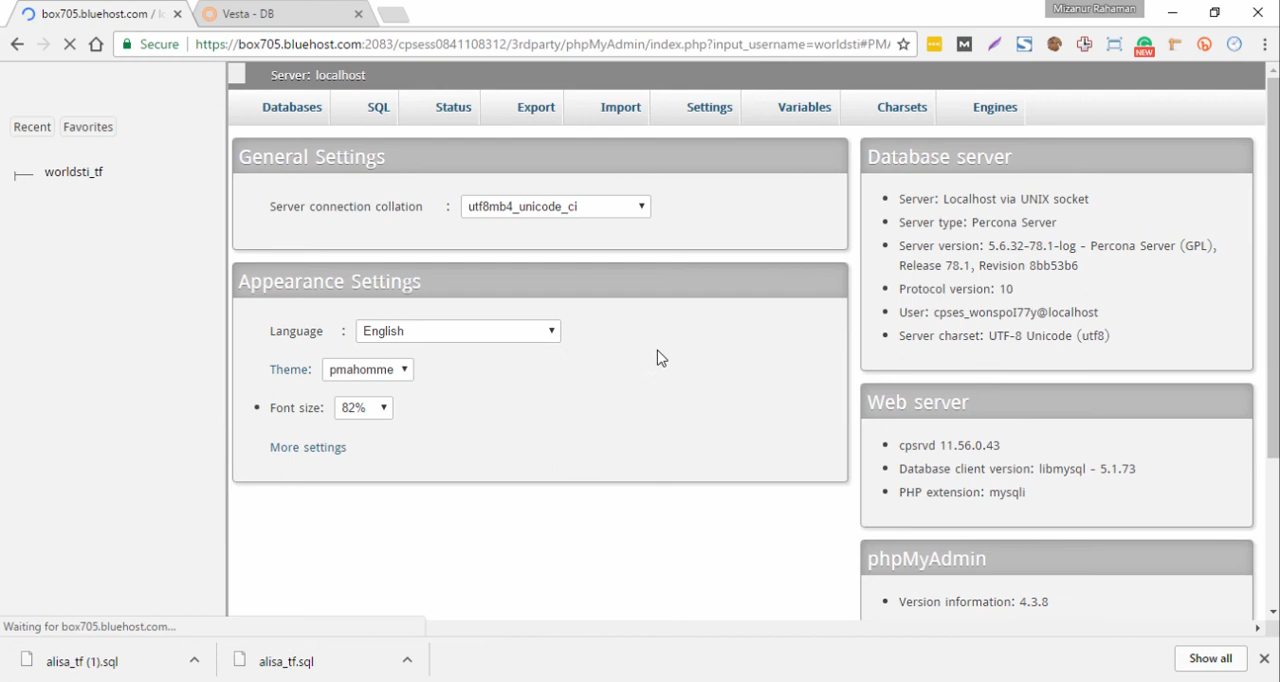 box705.bluehost.com / lo
Vesta - DB
Mizanur Rahaman
Secure
https://box705.bluehost.com:2083/cpsess0841108312/3rdparty/phpMyAdmin/index.php?input_username=worldsti#PMA
NEW
Server: localhost
Databases SQL Status Export Import Settings Variables Charsets Engines
Recent Favorites
worldsti_tf
General Settings
Server connection collation : utf8mb4_unicode_ci
Appearance Settings
Language : English
Theme: pmahomme
Font size: 82%
More settings
Database server
Server: Localhost via UNIX socket
Server type: Percona Server
Server version: 5.6.32-78.1-log - Percona Server (GPL),
Release 78.1, Revision 8bb53b6
Protocol version: 10
User: cpses_wonspoI77y@localhost
Server charset: UTF-8 Unicode (utf8)
Web server
cpsrvd 11.56.0.43
Database client version: libmysql - 5.1.73
PHP extension: mysqli
phpMyAdmin
Version information: 4.3.8
Waiting for box705.bluehost.com...
alisa_tf (1).sql
alisa_tf.sql
Show all